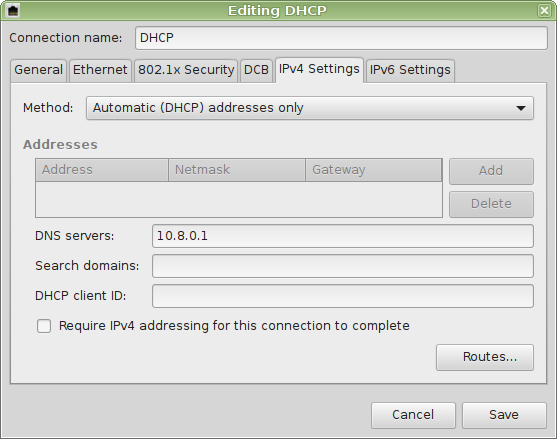 Editing DHCP
Connection name: DHCP
General Ethernet 802.1x Security DCB IPv4 Settings IPv6 Settings
Method: Automatic (DHCP) addresses only
Addresses
Address Netmask Gateway Add
Delete
DNS servers: 10.8.0.1
Search domains:
DHCP client ID:
Require IPv4 addressing for this connection to complete
Routes...
Cancel Save